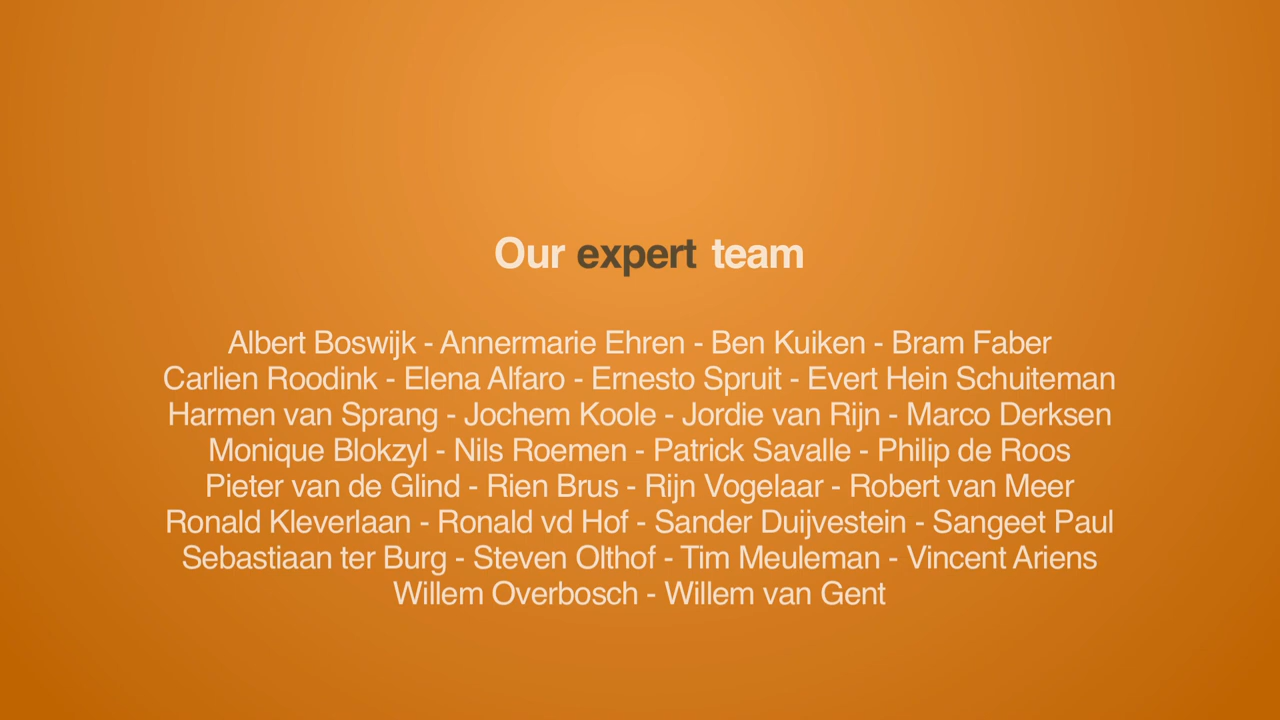 Our expert team
Albert Boswijk - Annermarie Ehren - Ben Kuiken - Bram Faber
Carlien Roodink - Elena Alfaro - Ernesto Spruit - Evert Hein Schuiteman
Harmen van Sprang - Jochem Koole - Jordie van Rijn - Marco Derksen
Monique Blokzyl - Nils Roemen - Patrick Savalle - Philip de Roos
Pieter van de Glind - Rien Brus - Rijn Vogelaar - Robert van Meer
Ronald Kleverlaan - Ronald vd Hof - Sander Duijvestein - Sangeet Paul
Sebastiaan ter Burg - Steven Olthof - Tim Meuleman - Vincent Ariens
Willem Overbosch - Willem van Gent